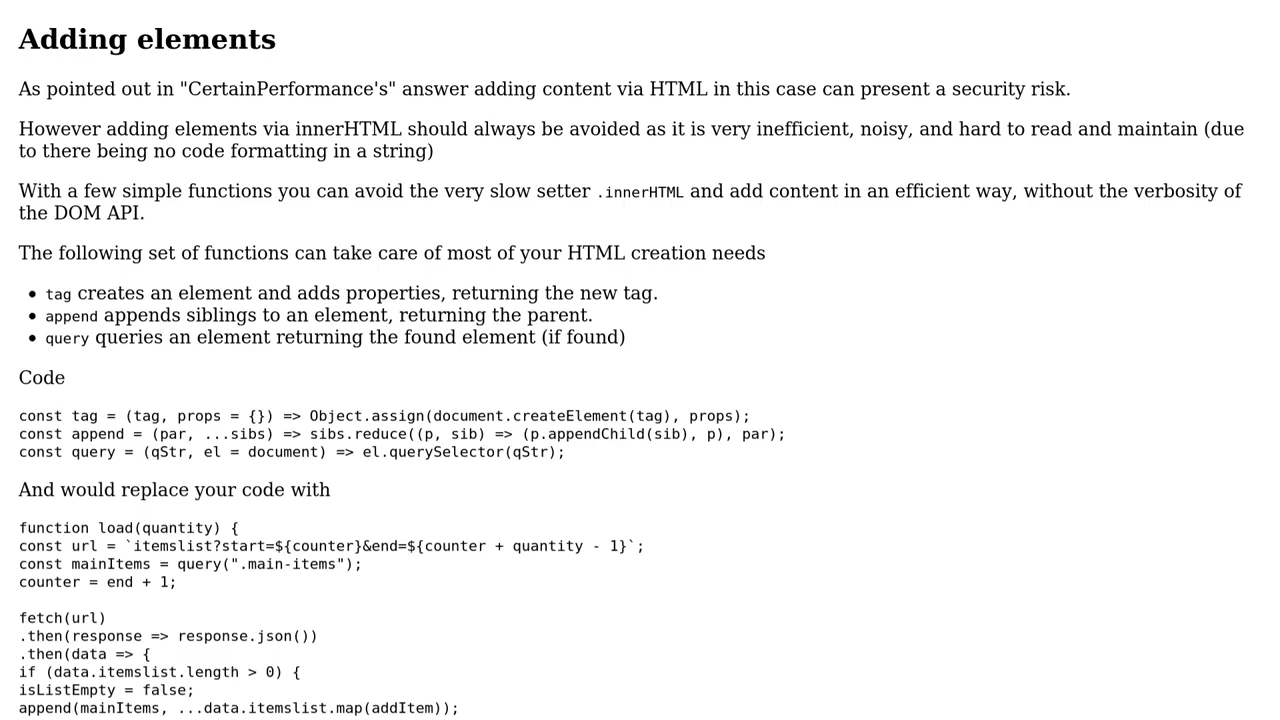 Adding elements
As pointed out in "CertainPerformance's" answer adding content via HTML in this case can present a security risk.
However adding elements via innerHTML should always be avoided as it is very inefficient, noisy, and hard to read and maintain (due
to there being no code formatting in a string)
With a few simple functions you can avoid the very slow setter .innerHTML and add content in an efficient way, without the verbosity of
the DOM API.
The following set of functions can take care of most of your HTML creation needs
• tag creates an element and adds properties, returning the new tag.
• append appends siblings to an element, returning the parent.
• query queries an element returning the found element (if found)
Code
const tag = (tag, props = {}) => Object.assign(document.createElement(tag), props);
const append = (par, ...sibs) => sibs.reduce((p, sib) => (p.appendChild(sib), p), par);
const query = (qStr, el = document) => el.querySelector(qStr);
And would replace your code with
function load(quantity) {
const url = `itemslist?start=${counter}&end=${counter + quantity - 1}`;
const mainItems = query(".main-items");
counter = end + 1;
fetch(url)
.then(response => response.json())
.then(data => {
if (data.itemslist.length > 0) {
isListEmpty = false;
append(mainItems, ...data.itemslist.map(addItem));